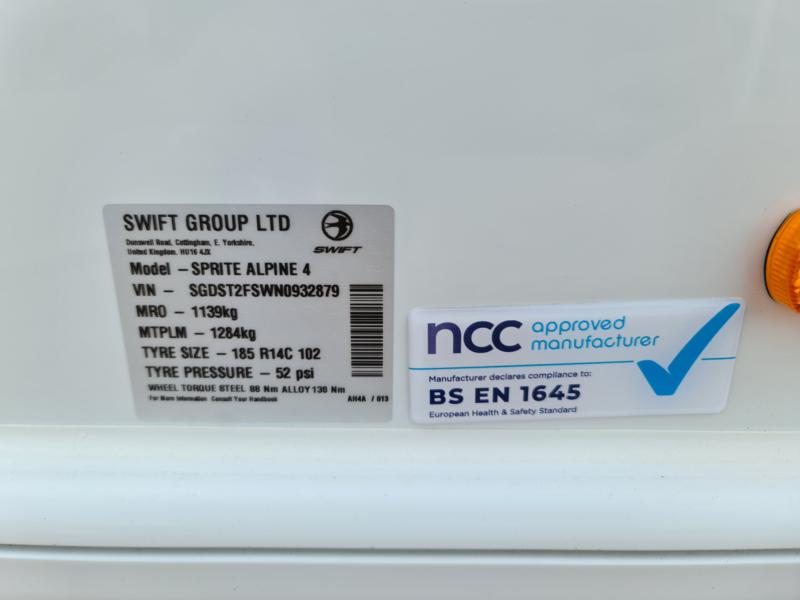 SWIFT GROUP LTD
Dunswell Road, Cottingham, E. Yorkshire,
United Kingdom, HU16 4JX
SWIFT
Model – SPRITE ALPINE 4
VIN – SGDST2FSWN0932879
MRO – 1139kg
MTPLM – 1284kg
TYRE SIZE – 185 R14C 102
TYRE PRESSURE – 52 psi
WHEEL TORQUE STEEL 88 Nm ALLOY 130 Nm
For More Information Consult Your Handbook AH4A / 013
ncc approved
manufacturer
Manufacturer declares compliance to:
BS EN 1645
European Health & Safety Standard